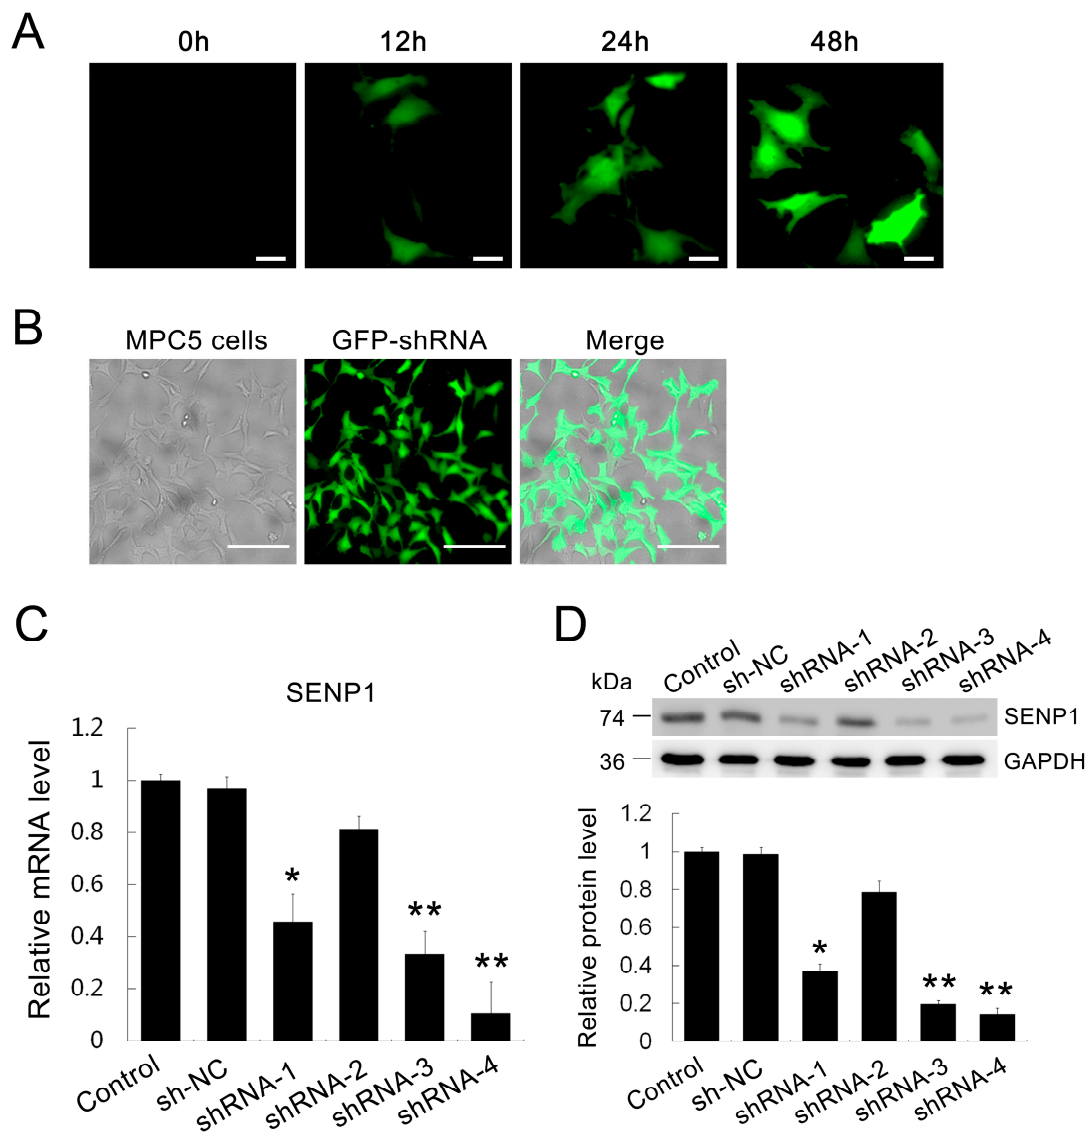 A
0h 12h 24h 48h
B
MPC5 cells GFP-shRNA Merge
C
SENP1
Relative mRNA level
1.2
1
0.8
0.6
0.4
0.2
0
*
**
**
Control sh-NC shRNA-1 shRNA-2 shRNA-3 shRNA-4
D
Control sh-NC shRNA-1 shRNA-2 shRNA-3 shRNA-4
kDa
74 SENP1
36 GAPDH
Relative protein level
1.2
1
0.8
0.6
0.4
0.2
0
*
**
**
Control sh-NC shRNA-1 shRNA-2 shRNA-3 shRNA-4